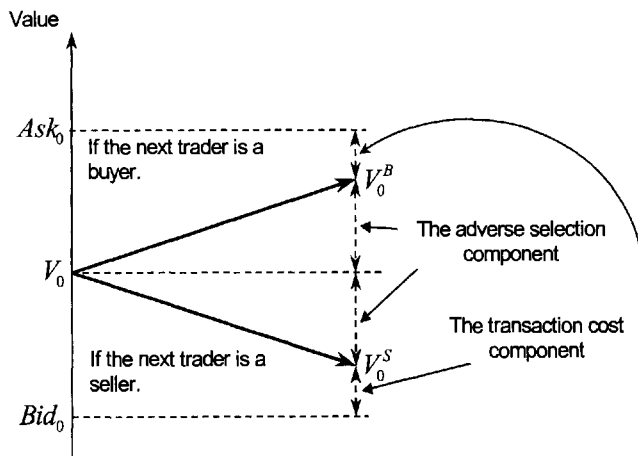 Value
Ask₀
If the next trader is a
buyer.
V₀ᴮ
The adverse selection
component
V₀
The transaction cost
component
If the next trader is a
seller.
V₀ˢ
Bid₀